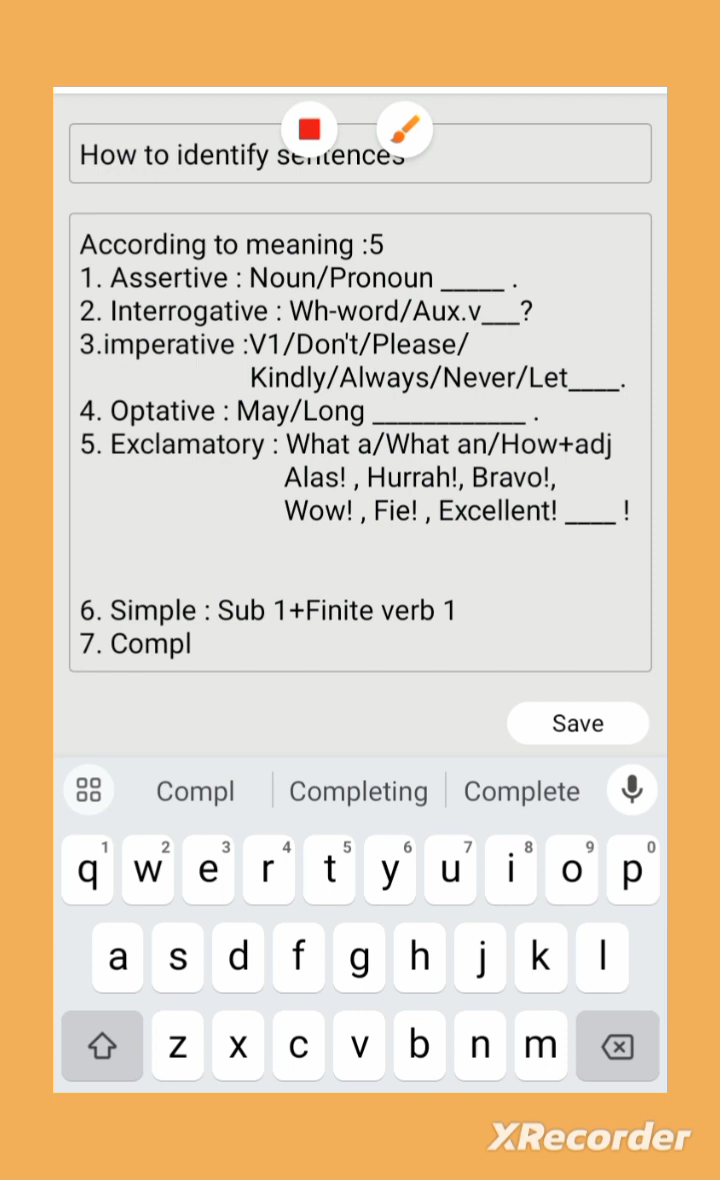 How to identify sentences
According to meaning :5
1. Assertive : Noun/Pronoun _____ .
2. Interrogative : Wh-word/Aux.v___?
3.imperative :V1/Don't/Please/
Kindly/Always/Never/Let____.
4. Optative : May/Long ____________ .
5. Exclamatory : What a/What an/How+adj
Alas! , Hurrah!, Bravo!,
Wow! , Fie! , Excellent! ____ !
6. Simple : Sub 1+Finite verb 1
7. Compl
Save
Compl Completing Complete
1 2 3 4 5 6 7 8 9 0
q w e r t y u i o p
a s d f g h j k l
z x c v b n m
XRecorder